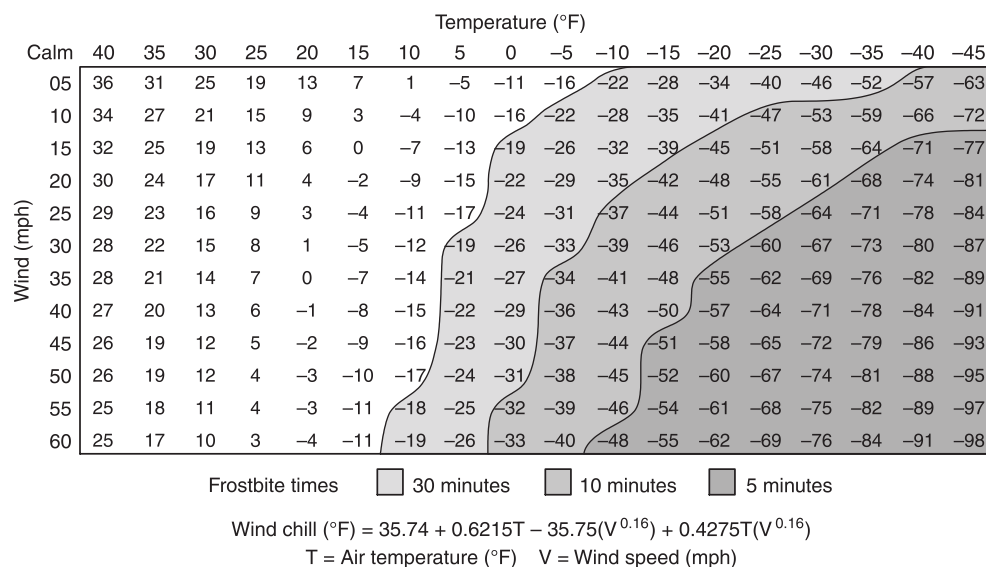 Temperature (°F)
Calm 40 35 30 25 20 15 10 5 0 –5 –10 –15 –20 –25 –30 –35 –40 –45
05 36 31 25 19 13 7 1 –5 –11 –16 –22 –28 –34 –40 –46 –52 –57 –63
10 34 27 21 15 9 3 –4 –10 –16 –22 –28 –35 –41 –47 –53 –59 –66 –72
15 32 25 19 13 6 0 –7 –13 –19 –26 –32 –39 –45 –51 –58 –64 –71 –77
20 30 24 17 11 4 –2 –9 –15 –22 –29 –35 –42 –48 –55 –61 –68 –74 –81
25 29 23 16 9 3 –4 –11 –17 –24 –31 –37 –44 –51 –58 –64 –71 –78 –84
30 28 22 15 8 1 –5 –12 –19 –26 –33 –39 –46 –53 –60 –67 –73 –80 –87
35 28 21 14 7 0 –7 –14 –21 –27 –34 –41 –48 –55 –62 –69 –76 –82 –89
40 27 20 13 6 –1 –8 –15 –22 –29 –36 –43 –50 –57 –64 –71 –78 –84 –91
45 26 19 12 5 –2 –9 –16 –23 –30 –37 –44 –51 –58 –65 –72 –79 –86 –93
50 26 19 12 4 –3 –10 –17 –24 –31 –38 –45 –52 –60 –67 –74 –81 –88 –95
55 25 18 11 4 –3 –11 –18 –25 –32 –39 –46 –54 –61 –68 –75 –82 –89 –97
60 25 17 10 3 –4 –11 –19 –26 –33 –40 –48 –55 –62 –69 –76 –84 –91 –98
Wind (mph)
Frostbite times 30 minutes 10 minutes 5 minutes
Wind chill (°F) = 35.74 + 0.6215T – 35.75(V^0.16) + 0.4275T(V^0.16)
T = Air temperature (°F) V = Wind speed (mph)